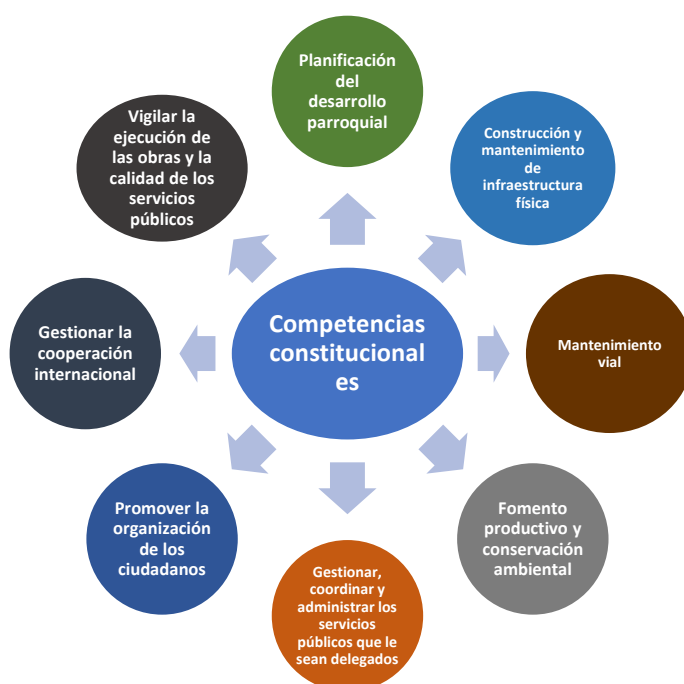 Planificación
del
desarrollo
parroquial
Construcción y
mantenimiento
de
infraestructura
física
Mantenimiento
vial
Fomento
productivo y
conservación
ambiental
Gestionar,
coordinar y
administrar los
servicios
públicos que le
sean delegados
Promover la
organización
de los
ciudadanos
Gestionar la
cooperación
internacional
Vigilar la
ejecución de
las obras y la
calidad de los
servicios
públicos
Competencias
constitucional
es